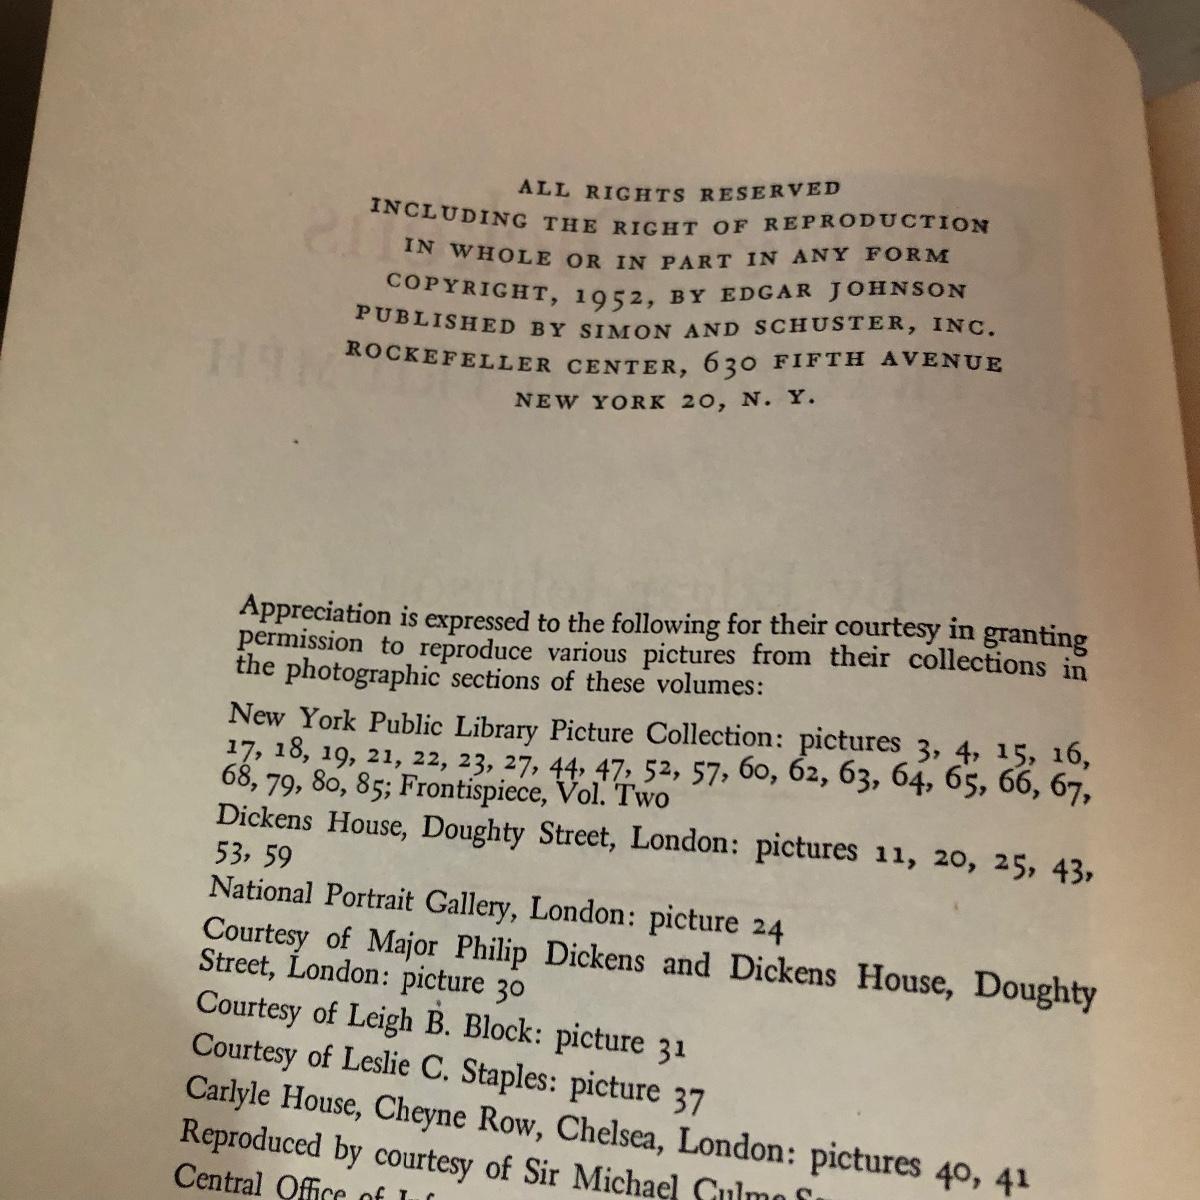 ALL RIGHTS RESERVED
INCLUDING THE RIGHT OF REPRODUCTION
IN WHOLE OR IN PART IN ANY FORM
COPYRIGHT, 1952, BY EDGAR JOHNSON
PUBLISHED BY SIMON AND SCHUSTER, INC.
ROCKEFELLER CENTER, 630 FIFTH AVENUE
NEW YORK 20, N. Y.
Appreciation is expressed to the following for their courtesy in granting
permission to reproduce various pictures from their collections in
the photographic sections of these volumes:
New York Public Library Picture Collection: pictures 3, 4, 15, 16,
17, 18, 19, 21, 22, 23, 27, 44, 47, 52, 57, 60, 62, 63, 64, 65, 66, 67,
68, 79, 80, 85; Frontispiece, Vol. Two
Dickens House, Doughty Street, London: pictures 11, 20, 25, 43,
53, 59
National Portrait Gallery, London: picture 24
Courtesy of Major Philip Dickens and Dickens House, Doughty
Street, London: picture 30
Courtesy of Leigh B. Block: picture 31
Courtesy of Leslie C. Staples: picture 37
Carlyle House, Cheyne Row, Chelsea, London: pictures 40, 41
Reproduced by courtesy of Sir Michael Culme
Central Office of